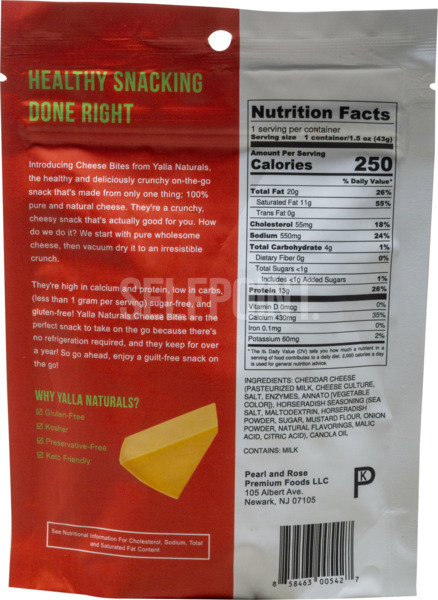 HEALTHY SNACKING
DONE RIGHT
Introducing Cheese Bites from Yalla Naturals,
the healthy and deliciously crunchy on-the-go
snack that's made from only one thing: 100%
pure and natural cheese. They're a crunchy,
cheesy snack that's actually good for you. How
do we do it? We start with pure wholesome
cheese, then vacuum dry it to an irresistible
crunch.
They're high in calcium and protein, low in carbs,
(less than 1 gram per serving) sugar-free, and
gluten-free! Yalla Naturals Cheese Bites are the
perfect snack to take on the go because there's
no refrigeration required, and they keep for over
a year! So go ahead, enjoy a guilt-free snack on
the go!
WHY YALLA NATURALS?
Gluten-Free
Kosher
Preservative-Free
Keto Friendly
See Nutritional Information For Cholesterol, Sodium, Total
and Saturated Fat Content
Nutrition Facts
1 serving per container
Serving size 1 container/1.5 oz (43g)
Amount Per Serving
Calories 250
% Daily Value*
Total Fat 20g 26%
Saturated Fat 11g 55%
Trans Fat 0g
Cholesterol 55mg 18%
Sodium 550mg 24%
Total Carbohydrate 4g 1%
Dietary Fiber 0g 0%
Total Sugars <1g
Includes <1g Added Sugars 1%
Protein 13g 26%
Vitamin D 0mcg 0%
Calcium 430mg 35%
Iron 0.1mg 0%
Potassium 60mg 2%
* The % Daily Value (DV) tells you how much a nutrient in a
serving of food contributes to a daily diet. 2,000 calories a day
is used for general nutrition advice.
INGREDIENTS: CHEDDAR CHEESE
(PASTEURIZED MILK, CHEESE CULTURE,
SALT, ENZYMES, ANNATO [VEGETABLE
COLOR]), HORSERADISH SEASONING (SEA
SALT, MALTODEXTRIN, HORSERADISH
POWDER, SUGAR, MUSTARD FLOUR, ONION
POWDER, NATURAL FLAVORINGS, MALIC
ACID, CITRIC ACID), CANOLA OIL
CONTAINS: MILK
Pearl and Rose
Premium Foods LLC
105 Albert Ave.
Newark, NJ 07105
PK
8 58463 00542 7
SELFPOINT.